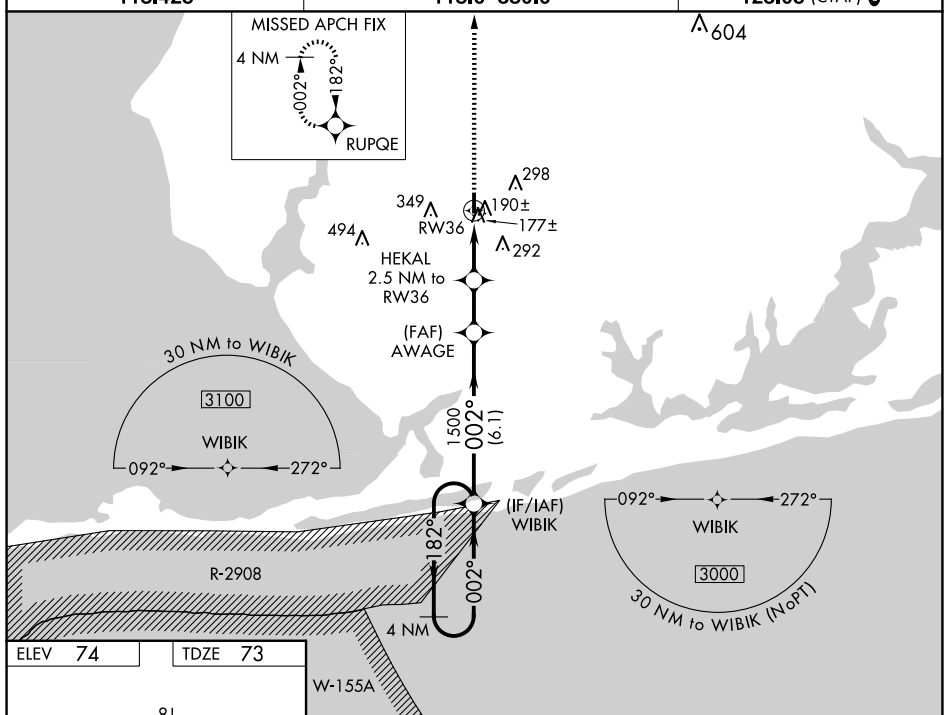 MISSED APCH FIX
4 NM
002°
182°
RUPQE
604
298
349
190±
RW36
177±
494
292
HEKAL
2.5 NM to
RW36
(FAF)
AWAGE
30 NM to WIBIK
3100
WIBIK
092°
272°
1500
002°
(6.1)
(IF/IAF)
WIBIK
092°
272°
WIBIK
3000
30 NM to WIBIK (NoPT)
182°
002°
4 NM
R-2908
ELEV 74
TDZE 73
W-155A